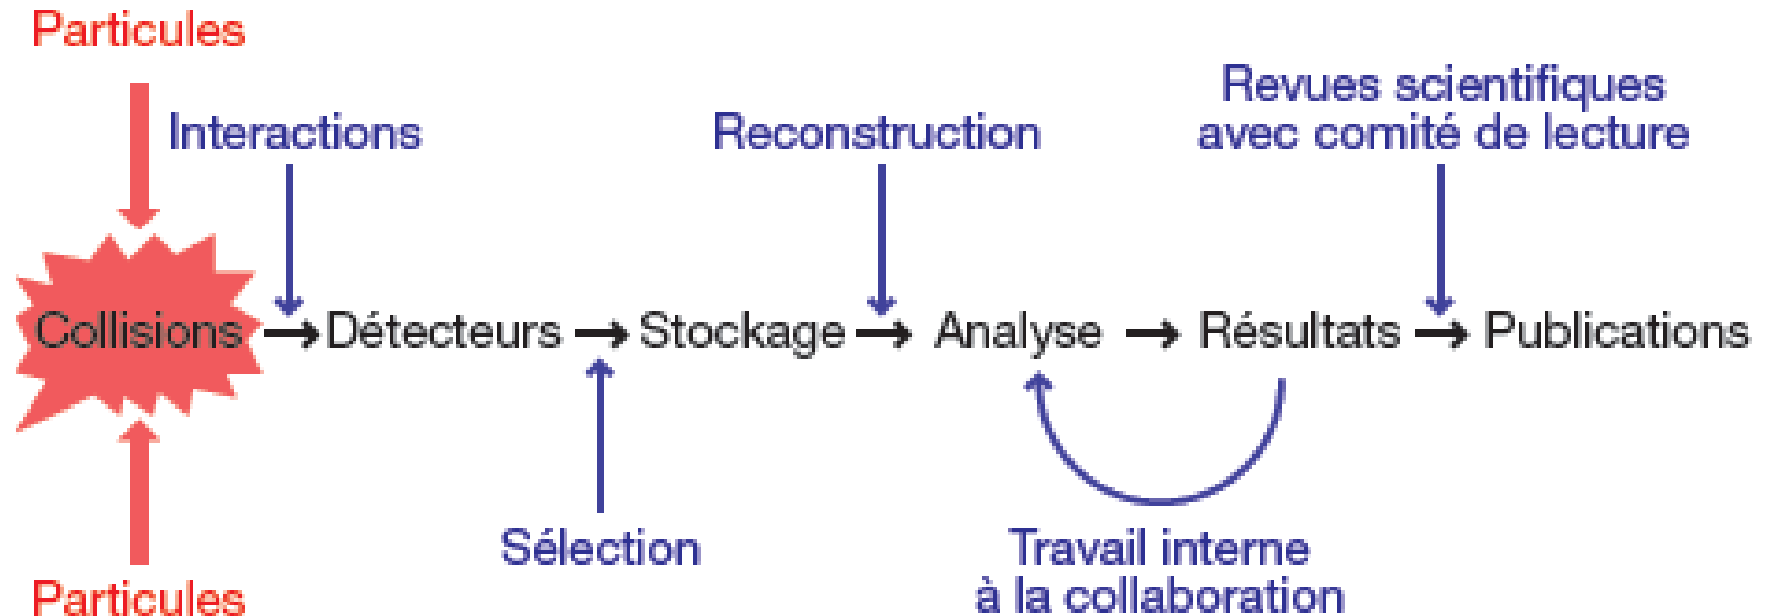 Particules
Interactions
Reconstruction
Revues scientifiques
avec comité de lecture
Collisions
Détecteurs
Stockage
Analyse
Résultats
Publications
Sélection
Travail interne
à la collaboration
Particules